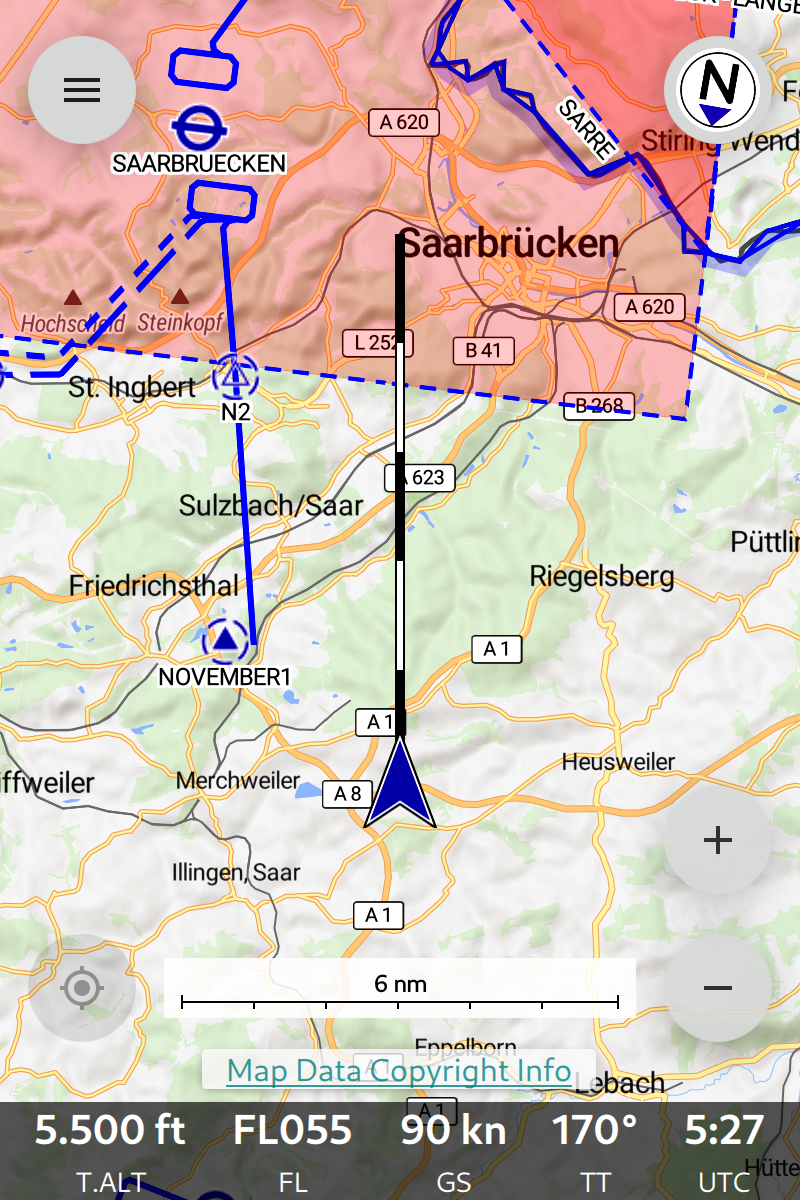 LANGE
N
A 620
SARRE
SAARBRUECKEN
Stiring Wend
Saarbrücken
Hochscheid
Steinkopf
A 620
L 252
B 41
St. Ingbert
N2
B 268
A 623
Sulzbach/Saar
Püttlin
Friedrichsthal
Riegelsberg
A 1
NOVEMBER1
A 1
Heusweiler
iffweiler
Merchweiler
A 8
Illingen, Saar
A 1
6 nm
Eppelborn
A 1
Map Data Copyright Info
Lebach
A 1
5.500 ft FL055 90 kn 170° 5:27
Hütte
T.ALT FL GS TT UTC